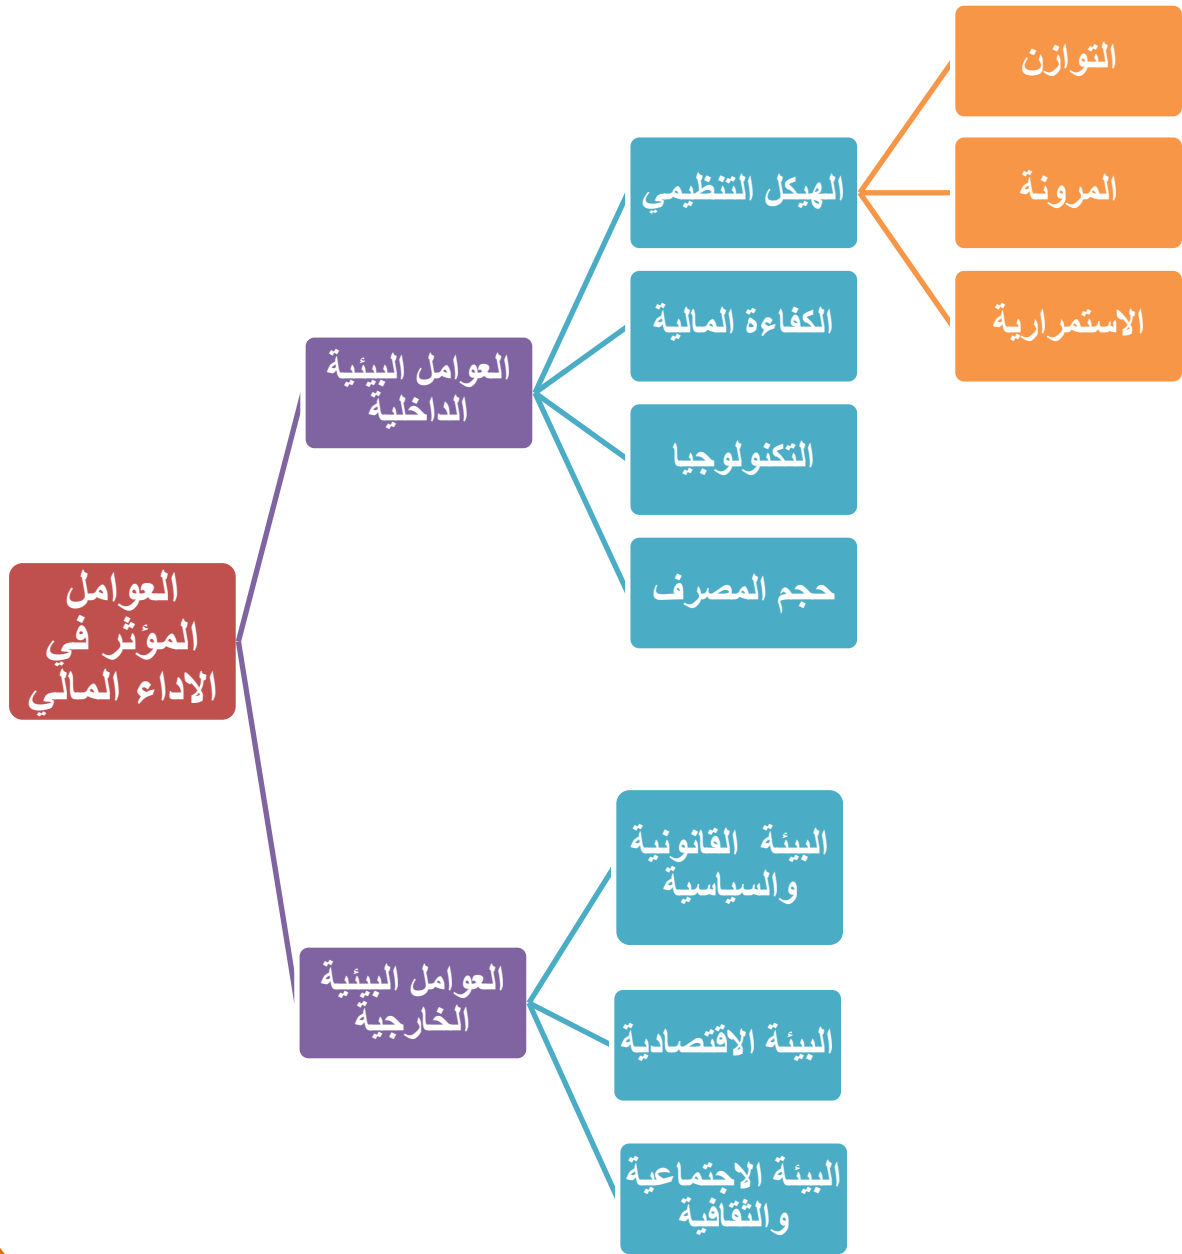 العوامل
المؤثر في
الاداء المالي
العوامل البيئية
الداخلية
الهيكل التنظيمي
التوازن
المرونة
الاستمرارية
الكفاءة المالية
التكنولوجيا
حجم المصرف
العوامل البيئية
الخارجية
البيئة القانونية
والسياسية
البيئة الاقتصادية
البيئة الاجتماعية
والثقافية